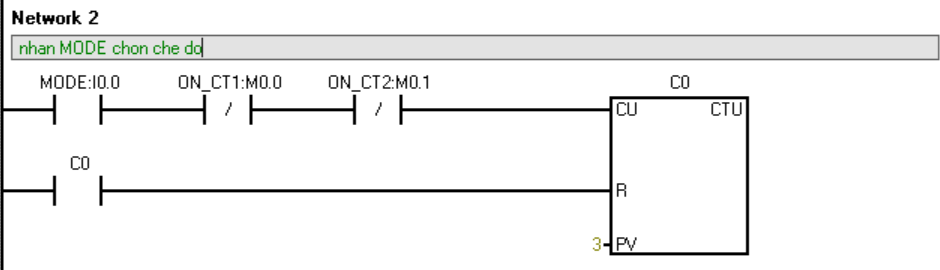 Network 2
nhan MODE chon che do
MODE:I0.0 ON_CT1:M0.0 ON_CT2:M0.1 C0
/ / CU CTU
C0
R
3 PV